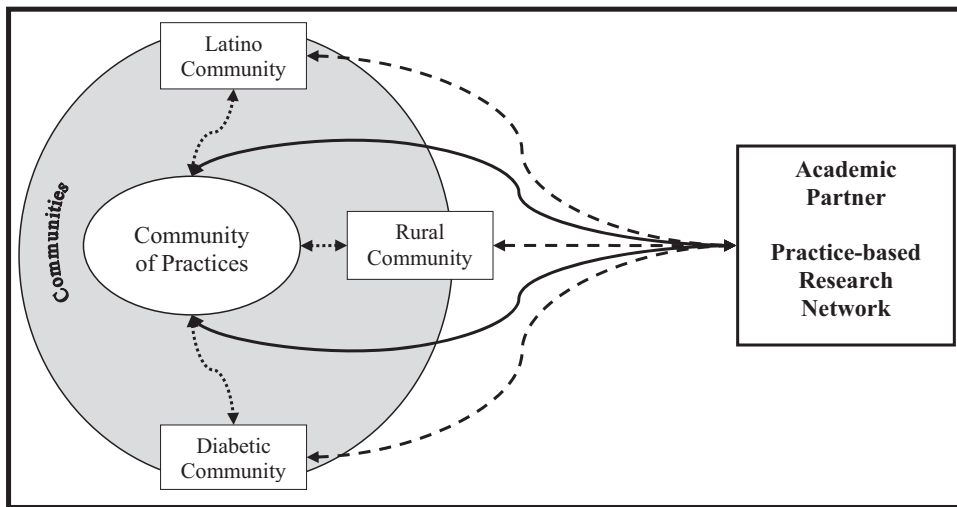 Latino
Community
Communities
Community
of Practices
Rural
Community
Diabetic
Community
Academic
Partner
Practice-based
Research
Network